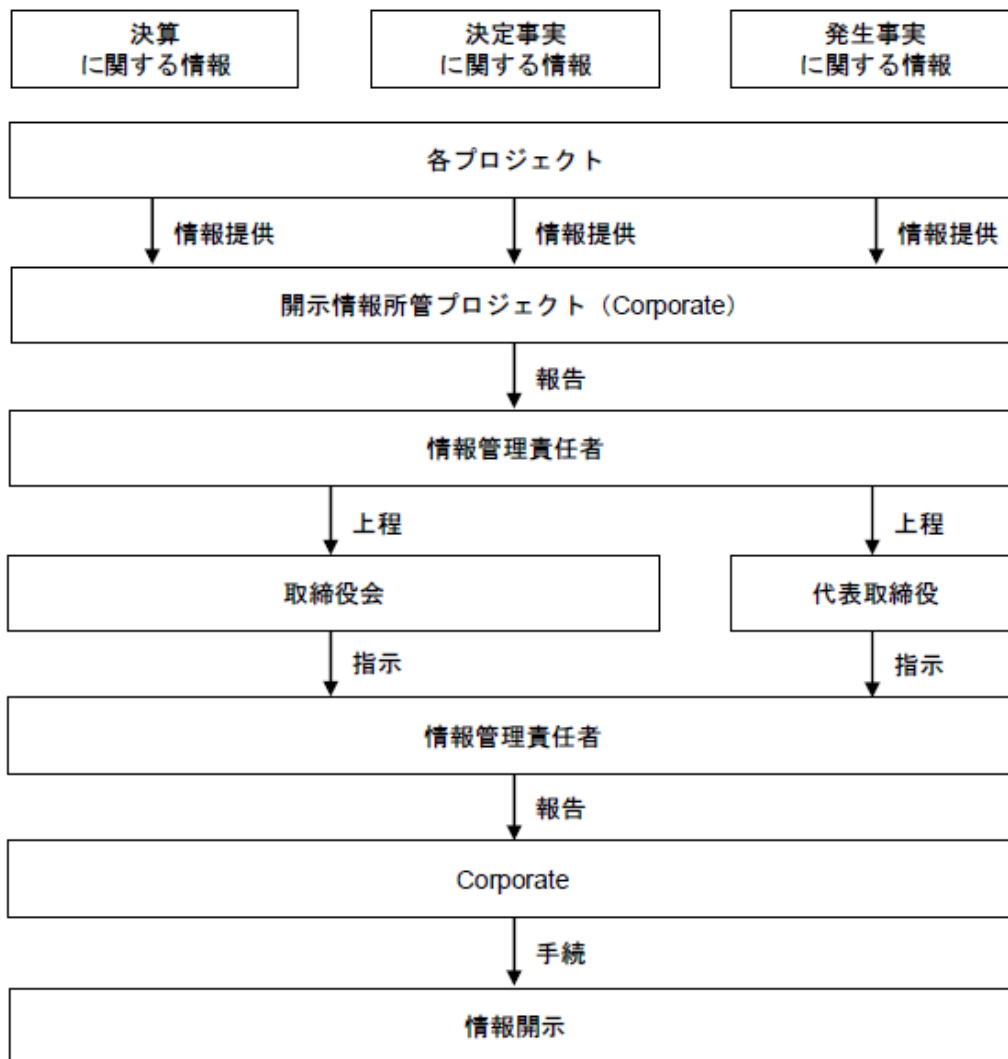 決算
に関する情報
決定事実
に関する情報
発生事実
に関する情報
各プロジェクト
情報提供
情報提供
情報提供
開示情報所管プロジェクト（Corporate）
報告
情報管理責任者
上程
上程
取締役会
代表取締役
指示
指示
情報管理責任者
報告
Corporate
手続
情報開示